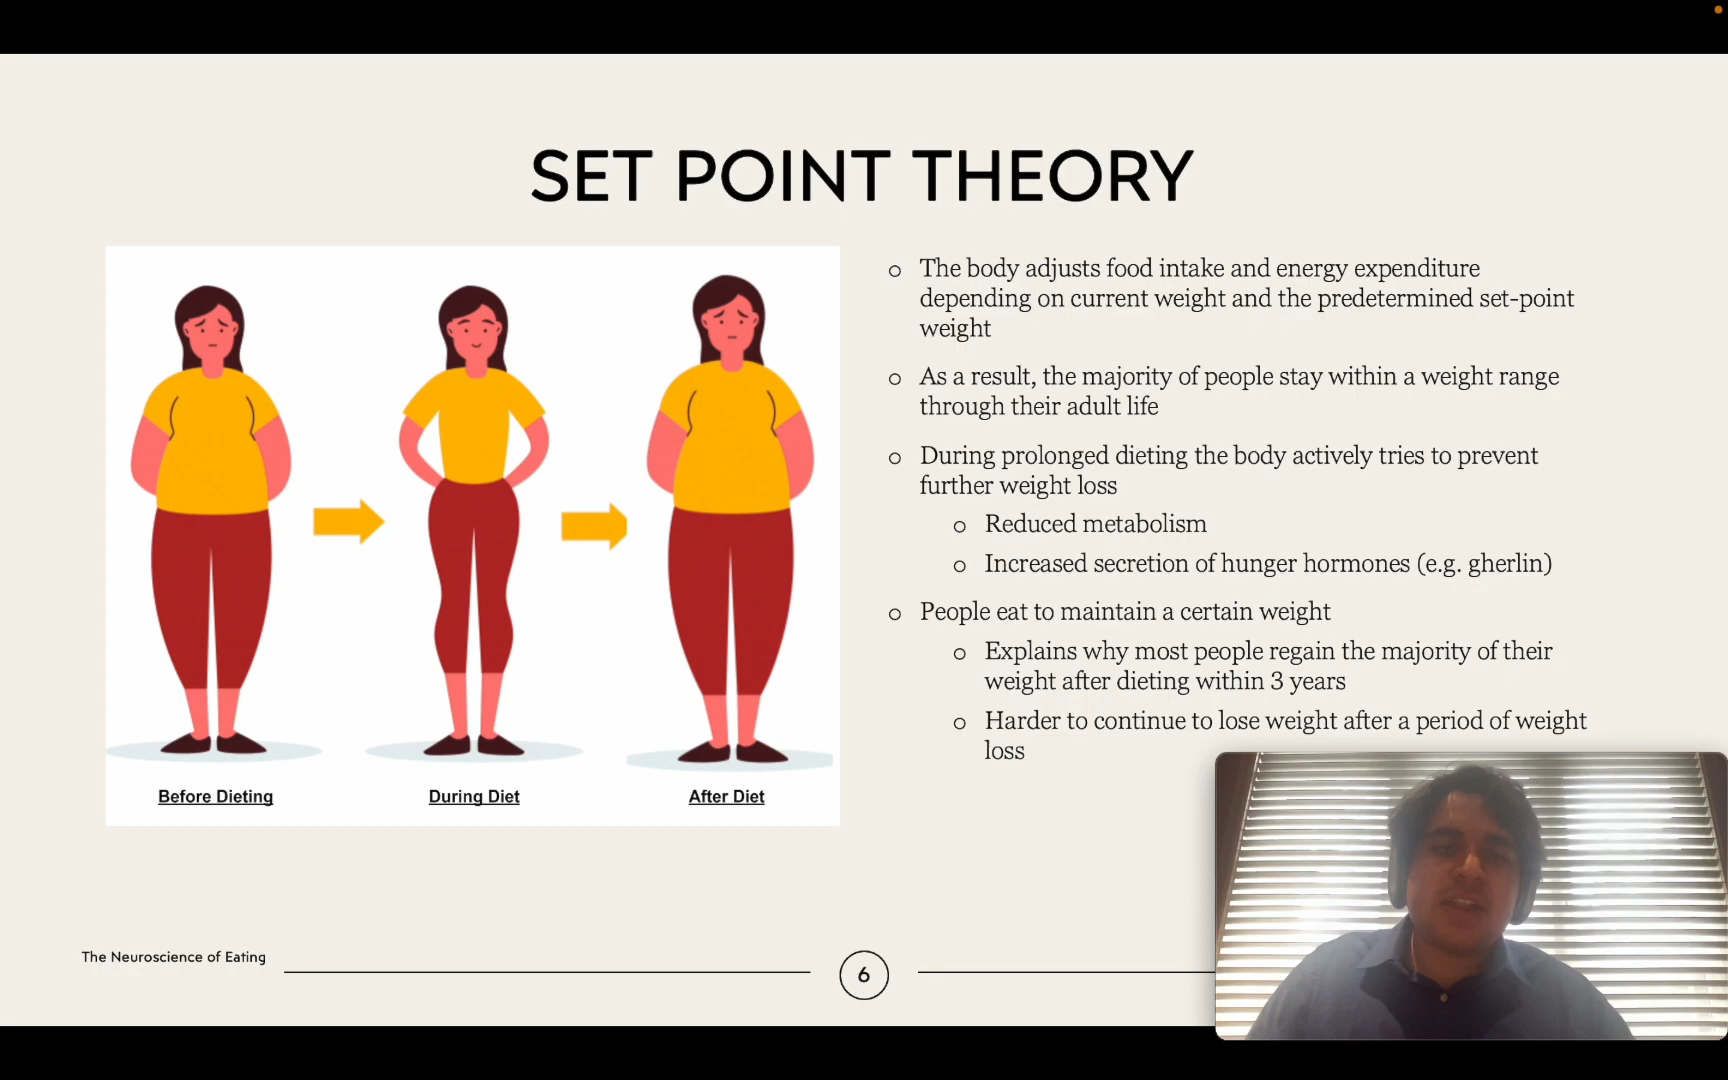 SET POINT THEORY
Before Dieting
During Diet
After Diet
o The body adjusts food intake and energy expenditure
depending on current weight and the predetermined set-point
weight
o As a result, the majority of people stay within a weight range
through their adult life
o During prolonged dieting the body actively tries to prevent
further weight loss
o Reduced metabolism
o Increased secretion of hunger hormones (e.g. gherlin)
o People eat to maintain a certain weight
o Explains why most people regain the majority of their
weight after dieting within 3 years
o Harder to continue to lose weight after a period of weight
loss
The Neuroscience of Eating
6